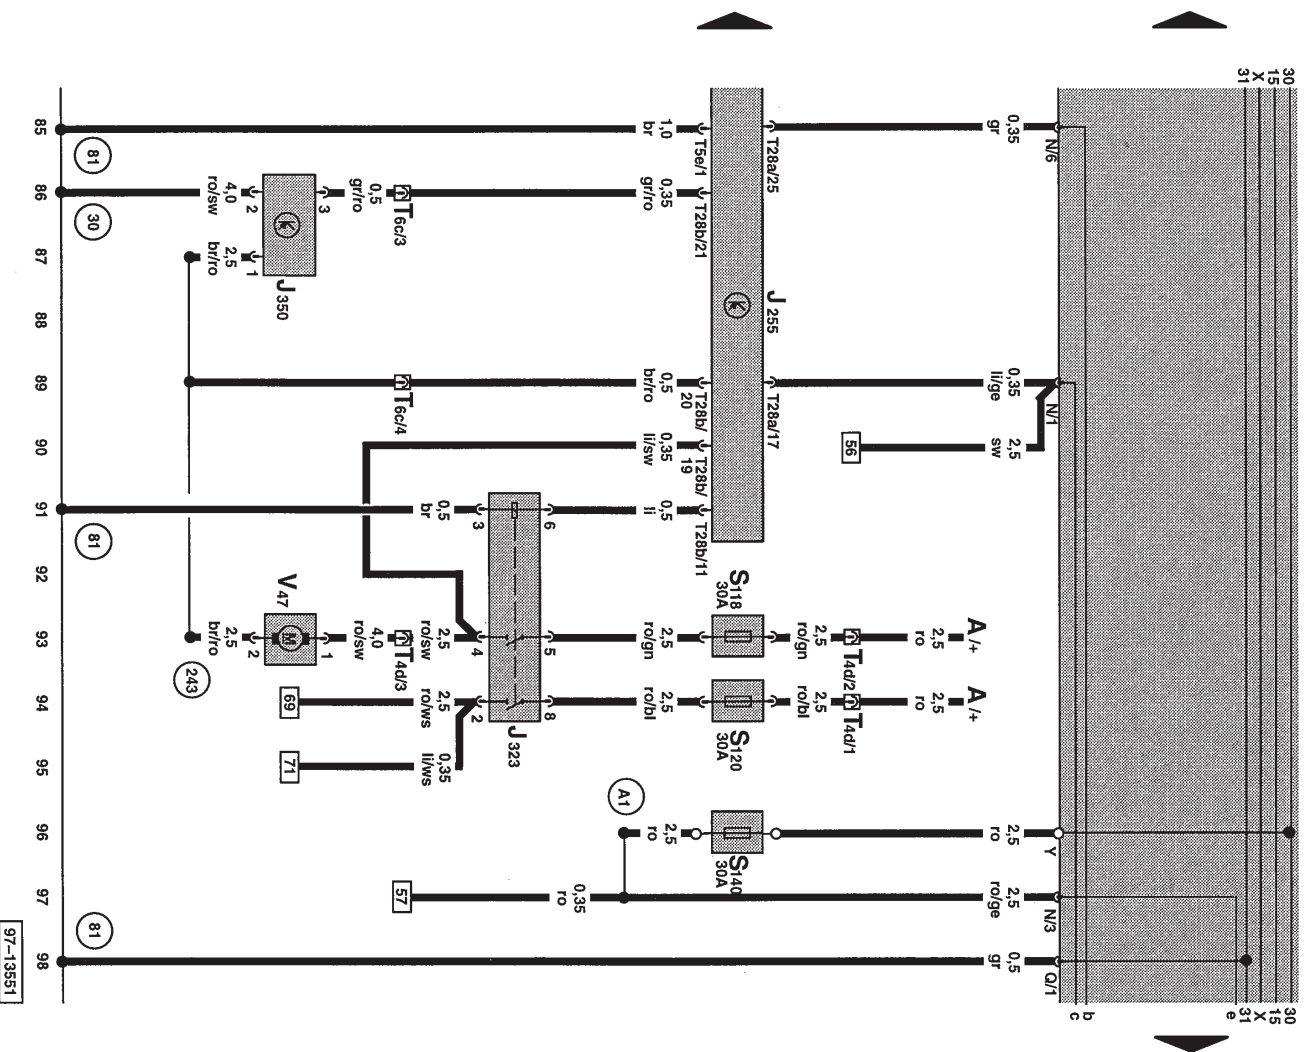 30 30
15 15
X X
31 31
e
b
c
N/6 N/1 Y N/3 Q/1
0,35 0,35 2,5 2,5 2,5 0,5
gr li/ge sw ro ro/ge gr
A/+ A/+
2,5 2,5
ro ro
56
T4d/2 T4d/1
2,5 2,5
ro/gn ro/bl
T28a/25 T28a/17
J 255
S118 S120 S140
30A 30A 30A
T5e/1 T28b/21 T28b/20 T28b/19 T28b/11
1,0 0,35 0,5 0,35 0,5 2,5 2,5 2,5
br gr/ro br/ro li/sw li ro/gn ro/bl ro
A1
0,35
ro
57
6 5 8
J 323
3 4 2
0,5 2,5 2,5 0,35
br ro/sw ro/ws li/ws
T6c/3 T6c/4 T4d/3
0,5 4,0
gr/ro ro/sw
3 1
J350
K
K
V47
M
69 71
2 1 2
4,0 2,5 2,5
ro/sw br/ro br/ro
243
81 30 81 81
85 86 87 88 89 90 91 92 93 94 95 96 97 98
97–13551